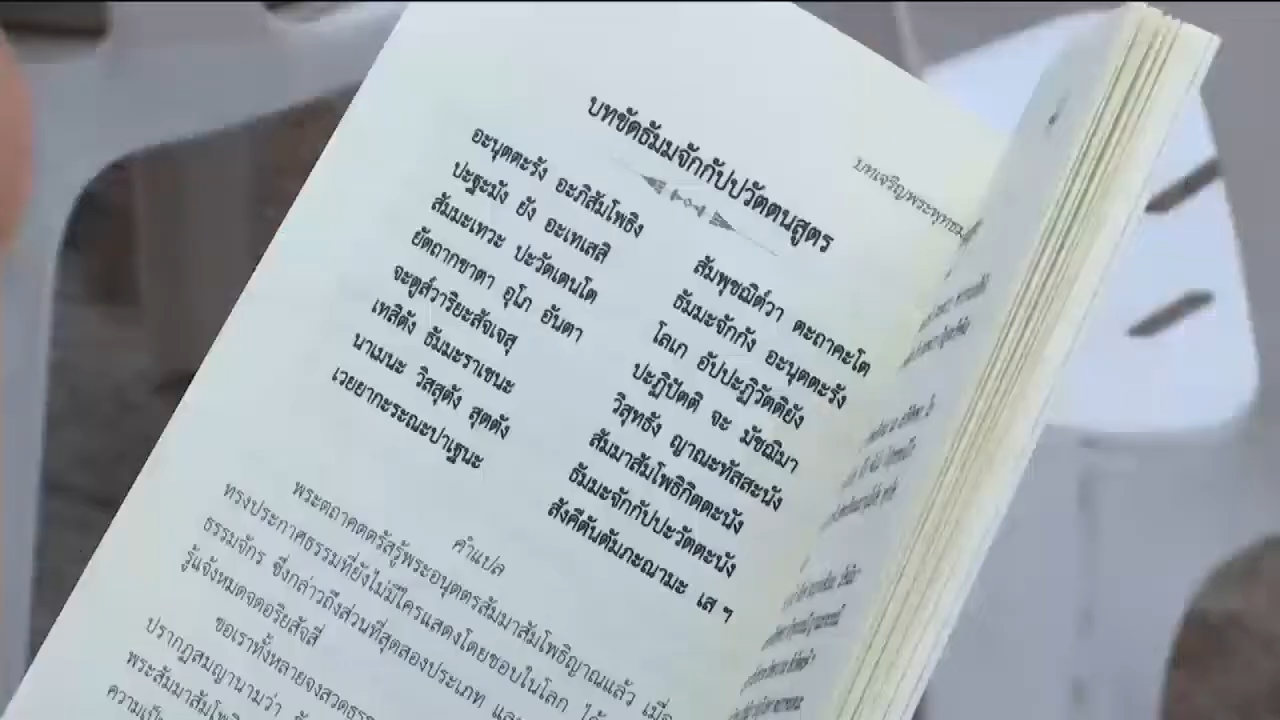 บทขัดธัมมจักกัปปวัตตนสูตร
อะนุตตะรัง อะภิสัมโพธิง สัมพุชฌิต์วา ตะถาคะโต
ปะฐะมัง ยัง อะเทเสสิ ธัมมะจักกัง อะนุตตะรัง
สัมมะเทวะ ปะวัตเตนโต โลเก อัปปะฏิวัตติยัง
ยัตถากขาตา อุโภ อันตา ปะฏิปัตติ จะ มัชฌิมา
จะตูส์วาริยะสัจเจสุ วิสุทธัง ญาณะทัสสะนัง
เทสิตัง ธัมมะราเชนะ สัมมาสัมโพธิกิตตะนัง
นาเมนะ วิสสุตัง สุตตัง ธัมมะจักกัปปะวัตตะนัง
เวยยากะระณะปาเฐนะ สังคีตันตัมภะณามะ เส ฯ
คำแปล
พระตถาคตตรัสรู้พระอนุตตรสัมมาสัมโพธิญาณแล้ว เมื่อ
ทรงประกาศธรรมที่ยังไม่มีใครแสดงโดยชอบในโลก ได้
ธรรมจักร ซึ่งกล่าวถึงส่วนที่สุดสองประเภท และ
รู้แจ้งหมดจดอริยสัจสี่
ขอเราทั้งหลายจงสวดธรร
ปรากฏสมญานามว่า
พระสัมมาสัมโพธิ
ความเป็น
บทเจริญพระพุทธม